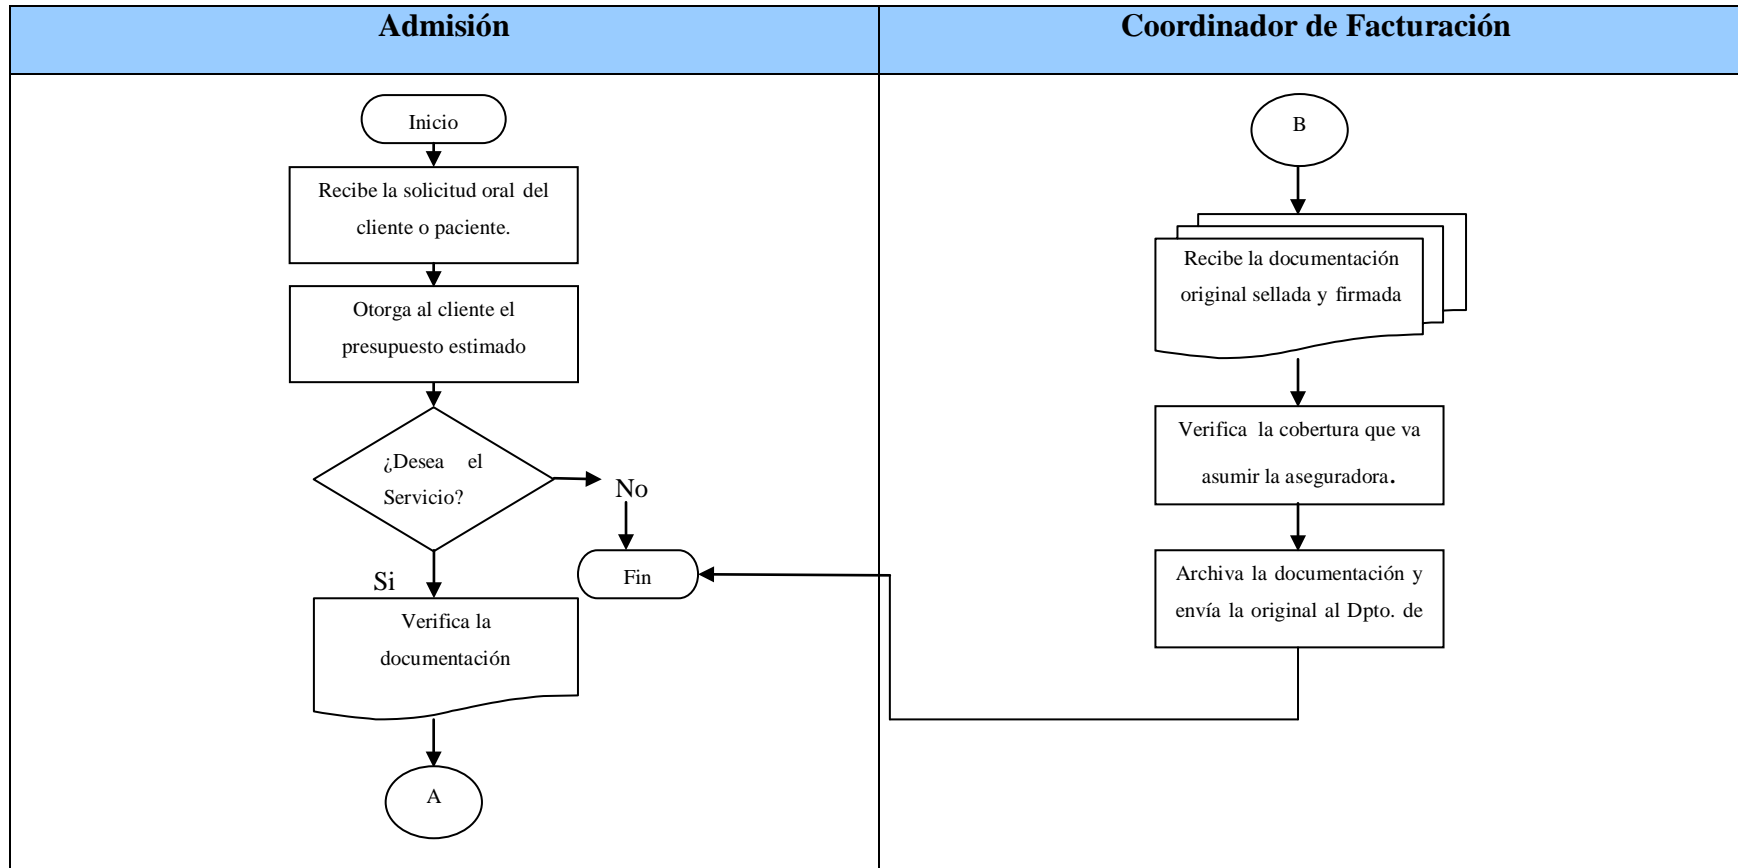 Admisión
Coordinador de Facturación
Inicio
Recibe la solicitud oral del
cliente o paciente.
Otorga al cliente el
presupuesto estimado
¿Desea el
Servicio?
No
Fin
Si
Verifica la
documentación
A
B
Recibe la documentación
original sellada y firmada
Verifica la cobertura que va
asumir la aseguradora.
Archiva la documentación y
envía la original al Dpto. de